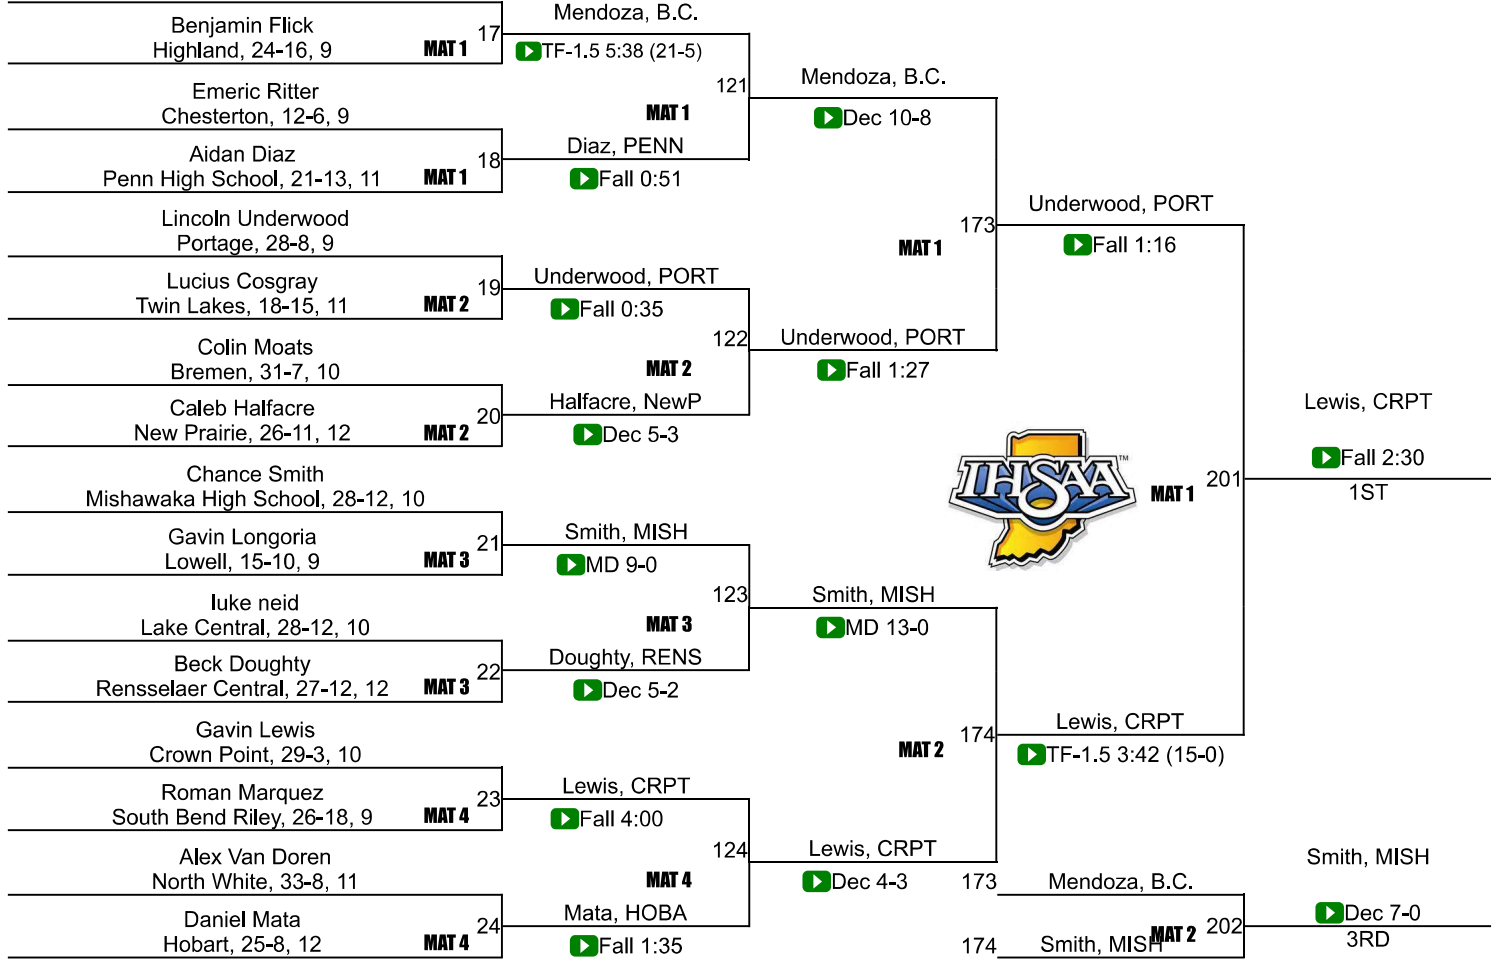 Benjamin Flick
Highland, 24-16, 9
MAT 1
17
Mendoza, B.C.
TF-1.5 5:38 (21-5)
Emeric Ritter
Chesterton, 12-6, 9
Aidan Diaz
Penn High School, 21-13, 11
MAT 1
18
Diaz, PENN
Fall 0:51
121
MAT 1
Mendoza, B.C.
Dec 10-8
Lincoln Underwood
Portage, 28-8, 9
Lucius Cosgray
Twin Lakes, 18-15, 11
MAT 2
19
Underwood, PORT
Fall 0:35
Colin Moats
Bremen, 31-7, 10
Caleb Halfacre
New Prairie, 26-11, 12
MAT 2
20
Halfacre, NewP
Dec 5-3
122
MAT 2
Underwood, PORT
Fall 1:27
173
MAT 1
Underwood, PORT
Fall 1:16
Chance Smith
Mishawaka High School, 28-12, 10
Gavin Longoria
Lowell, 15-10, 9
MAT 3
21
Smith, MISH
MD 9-0
luke neid
Lake Central, 28-12, 10
Beck Doughty
Rensselaer Central, 27-12, 12
MAT 3
22
Doughty, RENS
Dec 5-2
123
MAT 3
Smith, MISH
MD 13-0
Gavin Lewis
Crown Point, 29-3, 10
Roman Marquez
South Bend Riley, 26-18, 9
MAT 4
23
Lewis, CRPT
Fall 4:00
Alex Van Doren
North White, 33-8, 11
Daniel Mata
Hobart, 25-8, 12
MAT 4
24
Mata, HOBA
Fall 1:35
124
MAT 4
Lewis, CRPT
Dec 4-3
174
MAT 2
Lewis, CRPT
TF-1.5 3:42 (15-0)
IHSAA
TM
MAT 1
201
Lewis, CRPT
Fall 2:30
1ST
173
Mendoza, B.C.
174
Smith, MISH
MAT 2
202
Smith, MISH
Dec 7-0
3RD